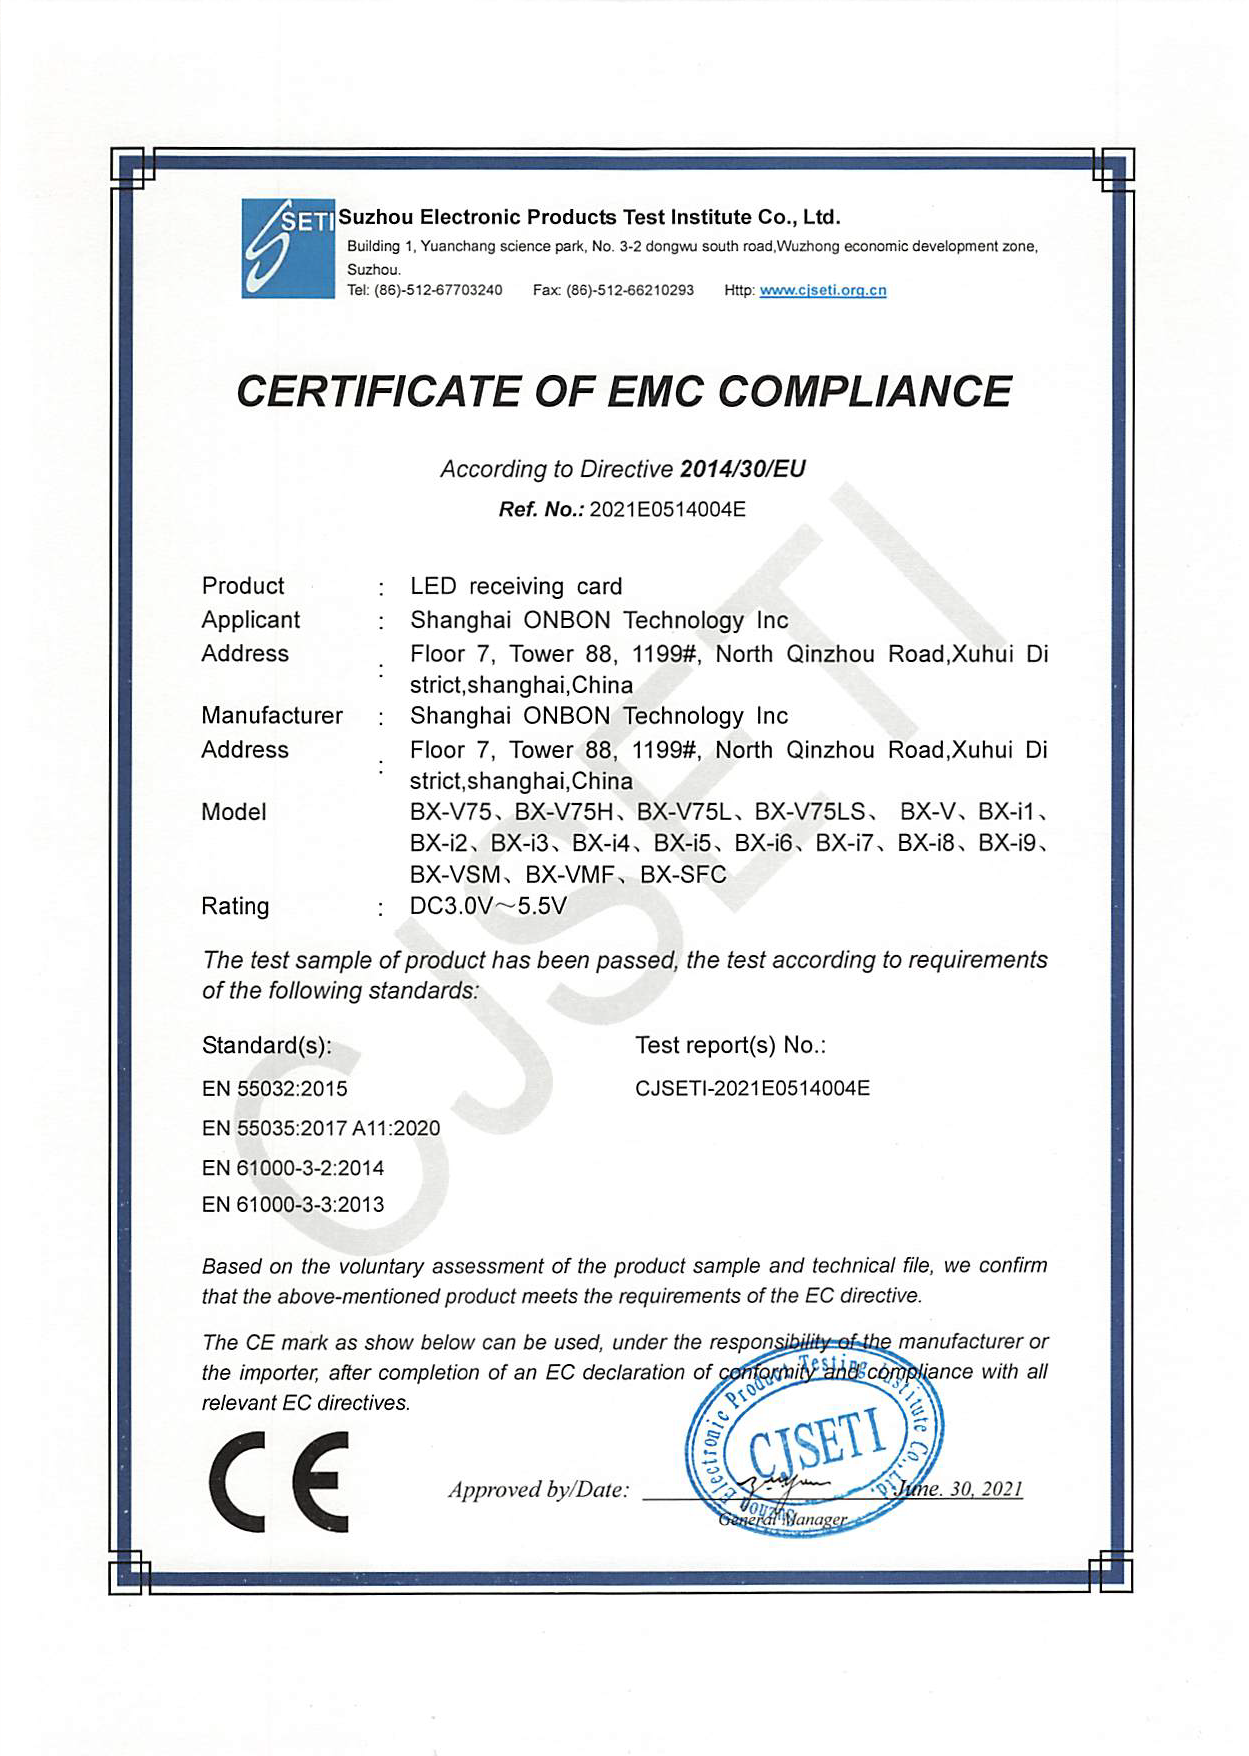 SETI
Suzhou Electronic Products Test Institute Co., Ltd.
Building 1, Yuanchang science park, No. 3-2 dongwu south road,Wuzhong economic development zone,
Suzhou.
Tel: (86)-512-67703240 Fax: (86)-512-66210293 Http: www.cjseti.org.cn
CERTIFICATE OF EMC COMPLIANCE
According to Directive 2014/30/EU
Ref. No.: 2021E0514004E
Product : LED receiving card
Applicant : Shanghai ONBON Technology Inc
Address : Floor 7, Tower 88, 1199#, North Qinzhou Road,Xuhui Di
strict,shanghai,China
Manufacturer : Shanghai ONBON Technology Inc
Address : Floor 7, Tower 88, 1199#, North Qinzhou Road,Xuhui Di
strict,shanghai,China
Model BX-V75、BX-V75H、BX-V75L、BX-V75LS、 BX-V、BX-i1、
BX-i2、BX-i3、BX-i4、BX-i5、BX-i6、BX-i7、BX-i8、BX-i9、
BX-VSM、BX-VMF、BX-SFC
Rating : DC3.0V～5.5V
The test sample of product has been passed, the test according to requirements
of the following standards:
Standard(s): Test report(s) No.:
EN 55032:2015 CJSETI-2021E0514004E
EN 55035:2017 A11:2020
EN 61000-3-2:2014
EN 61000-3-3:2013
CJSETI
Based on the voluntary assessment of the product sample and technical file, we confirm
that the above-mentioned product meets the requirements of the EC directive.
The CE mark as show below can be used, under the responsibility of the manufacturer or
the importer, after completion of an EC declaration of conformity and compliance with all
relevant EC directives.
CE
Suzhou Electronic Product Testing Institute Co.,Ltd.
CJSETI
Approved by/Date: June. 30, 2021
General Manager